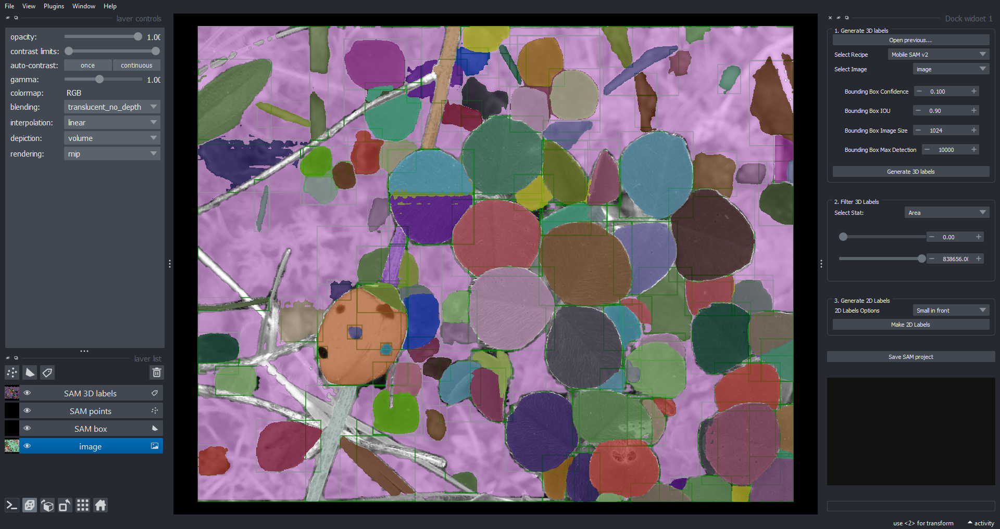 File View Plugins Window Help
layer controls
opacity: 1.00
contrast limits:
auto-contrast: once continuous
gamma: 1.00
colormap: RGB
blending: translucent_no_depth
interpolation: linear
depiction: volume
rendering: mip
layer list
SAM 3D labels
SAM points
SAM box
image
Dock widget 1
1. Generate 3D labels
Open previous...
Select Recipe Mobile SAM v2
Select Image image
Bounding Box Confidence 0.100
Bounding Box IOU 0.90
Bounding Box Image Size 1024
Bounding Box Max Detection 10000
Generate 3D labels
2. Filter 3D Labels
Select Stat: Area
0.00
838656.00
3. Generate 2D Labels
2D Labels Options Small in front
Make 2D Labels
Save SAM project
use <2> for transform activity